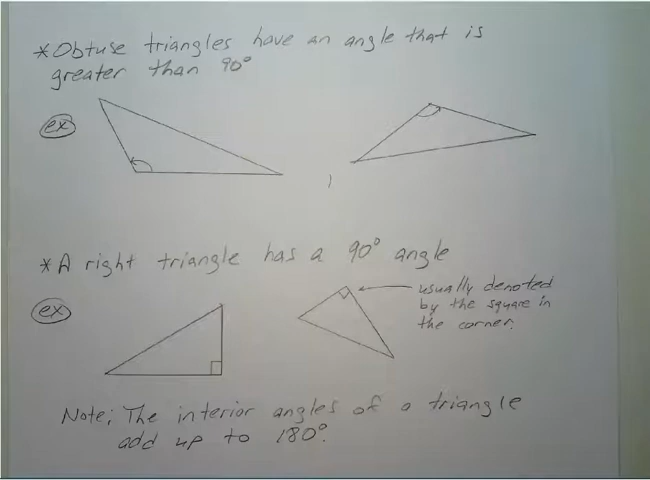 *Obtuse triangles have an angle that is
greater than 90°
ex
*A right triangle has a 90° angle
ex
usually denoted
by the square in
the corner.
Note: The interior angles of a triangle
add up to 180°.